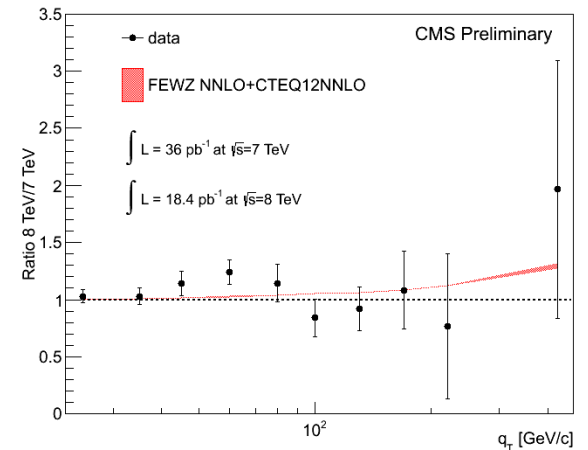 CMS Preliminary
data
FEWZ NNLO+CTEQ12NNLO
∫ L = 36 pb⁻¹ at √s=7 TeV
∫ L = 18.4 pb⁻¹ at √s=8 TeV
Ratio 8 TeV/7 TeV
3.5
3
2.5
2
1.5
1
0.5
0
10²
q_T [GeV/c]